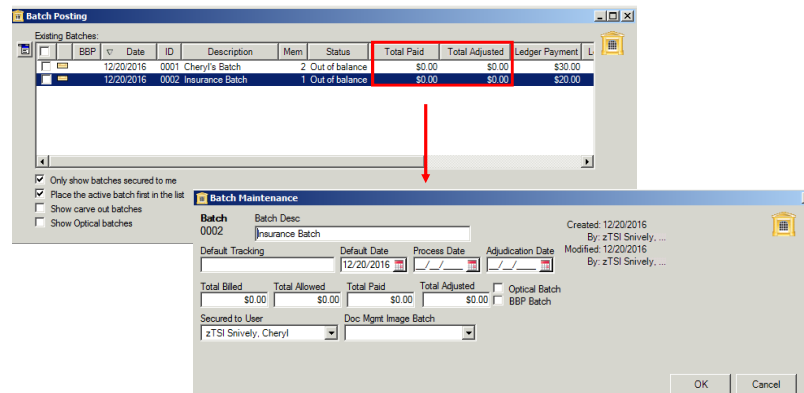 Batch Posting
Existing Batches:
BBP Date ID Description Mem Status Total Paid Total Adjusted Ledger Payment L
12/20/2016 0001 Cheryl's Batch 2 Out of balance $0.00 $0.00 $30.00
12/20/2016 0002 Insurance Batch 1 Out of balance $0.00 $0.00 $20.00
Only show batches secured to me
Place the active batch first in the list
Show carve out batches
Show Optical batches
Batch Maintenance
Batch Batch Desc
0002 Insurance Batch
Created: 12/20/2016
By: zTSI Snively, ...
Modified: 12/20/2016
By: zTSI Snively, ...
Default Tracking Default Date Process Date Adjudication Date
12/20/2016 _/_/___ _/_/___
Total Billed Total Allowed Total Paid Total Adjusted Optical Batch
$0.00 $0.00 $0.00 $0.00 BBP Batch
Secured to User Doc Mgmt Image Batch
zTSI Snively, Cheryl
OK Cancel